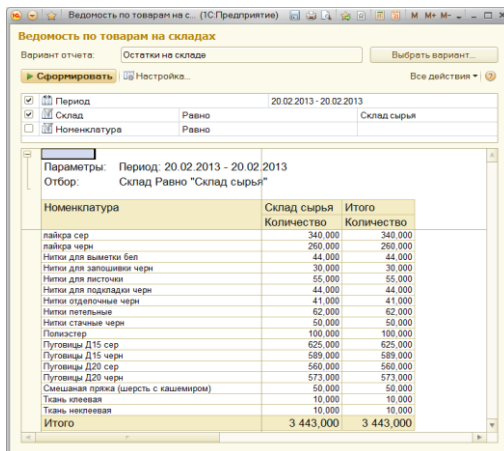 Ведомость по товарам на с... (1С:Предприятие) M M+ M-
Ведомость по товарам на складах
Вариант отчета: Остатки на складе Выбрать вариант...
Сформировать Настройка... Все действия
Период 20.02.2013 - 20.02.2013
Склад Равно Склад сырья
Номенклатура Равно
Параметры: Период: 20.02.2013 - 20.02.2013
Отбор: Склад Равно "Склад сырья"
Номенклатура Склад сырья Итого
Количество Количество
лайкра сер 340,000 340,000
лайкра черн 260,000 260,000
Нитки для выметки бел 44,000 44,000
Нитки для запошивки черн 30,000 30,000
Нитки для листочки 55,000 55,000
Нитки для подкладки черн 44,000 44,000
Нитки отделочные черн 41,000 41,000
Нитки петельные 62,000 62,000
Нитки стачные черн 50,000 50,000
Полиэстер 100,000 100,000
Пуговицы Д15 сер 625,000 625,000
Пуговицы Д15 черн 589,000 589,000
Пуговицы Д20 сер 560,000 560,000
Пуговицы Д20 черн 573,000 573,000
Смешаная пряжа (шерсть с кашемиром) 50,000 50,000
Ткань клеевая 10,000 10,000
Ткань неклеевая 10,000 10,000
Итого 3 443,000 3 443,000